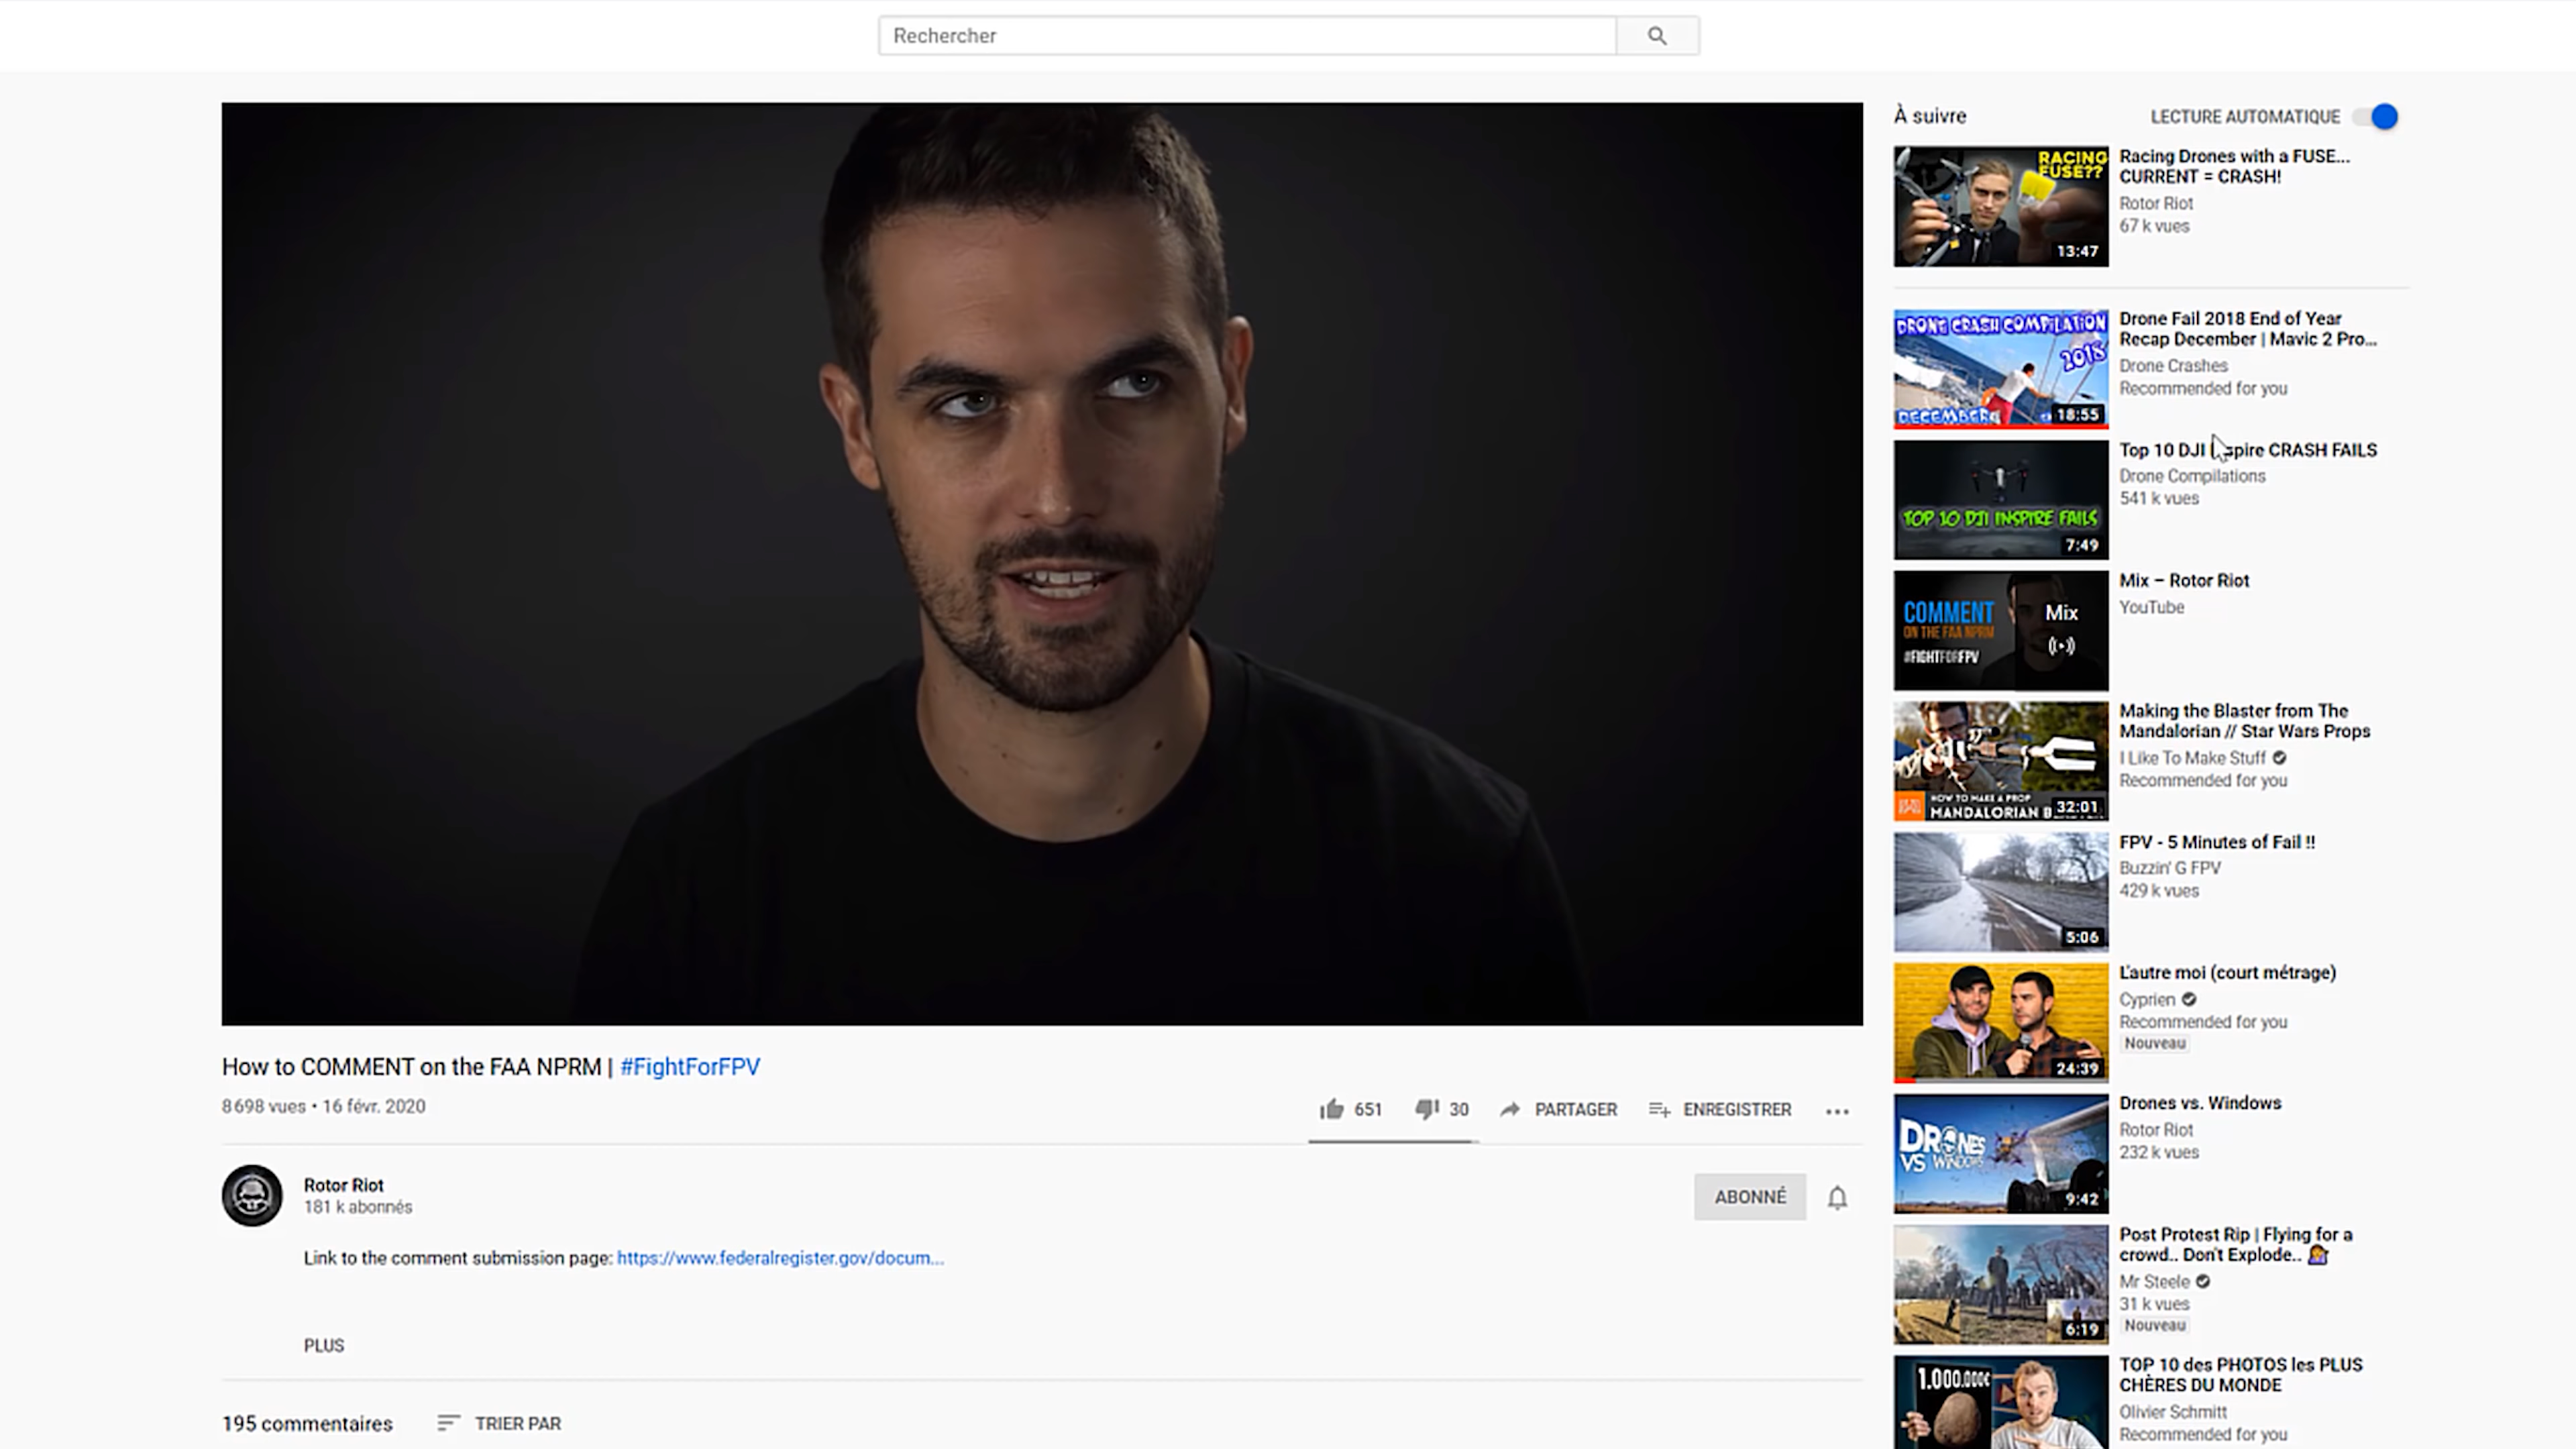 Rechercher
How to COMMENT on the FAA NPRM | #FightForFPV
8 698 vues • 16 févr. 2020
651
30
PARTAGER
ENREGISTRER
Rotor Riot
181 k abonnés
ABONNÉ
Link to the comment submission page: https://www.federalregister.gov/docum...
PLUS
195 commentaires
TRIER PAR
À suivre
LECTURE AUTOMATIQUE
RACING
FUSE??
13:47
Racing Drones with a FUSE...
CURRENT = CRASH!
Rotor Riot
67 k vues
DRONE CRASH COMPILATION
2018
DECEMBER
18:55
Drone Fail 2018 End of Year
Recap December | Mavic 2 Pro...
Drone Crashes
Recommended for you
TOP 10 DJI INSPIRE FAILS
7:49
Top 10 DJI Inspire CRASH FAILS
Drone Compilations
541 k vues
COMMENT
ON THE FAA NPRM
#FIGHTFORFPV
Mix
Mix – Rotor Riot
YouTube
HOW TO MAKE A PROP
MANDALORIAN
32:01
Making the Blaster from The
Mandalorian // Star Wars Props
I Like To Make Stuff
Recommended for you
5:06
FPV - 5 Minutes of Fail !!
Buzzin' G FPV
429 k vues
24:39
L'autre moi (court métrage)
Cyprien
Recommended for you
Nouveau
DRONES
VS WINDOWS
9:42
Drones vs. Windows
Rotor Riot
232 k vues
6:19
Post Protest Rip | Flying for a
crowd.. Don't Explode..
Mr Steele
31 k vues
Nouveau
1.000.000€
TOP 10 des PHOTOS les PLUS
CHÈRES DU MONDE
Olivier Schmitt
Recommended for you